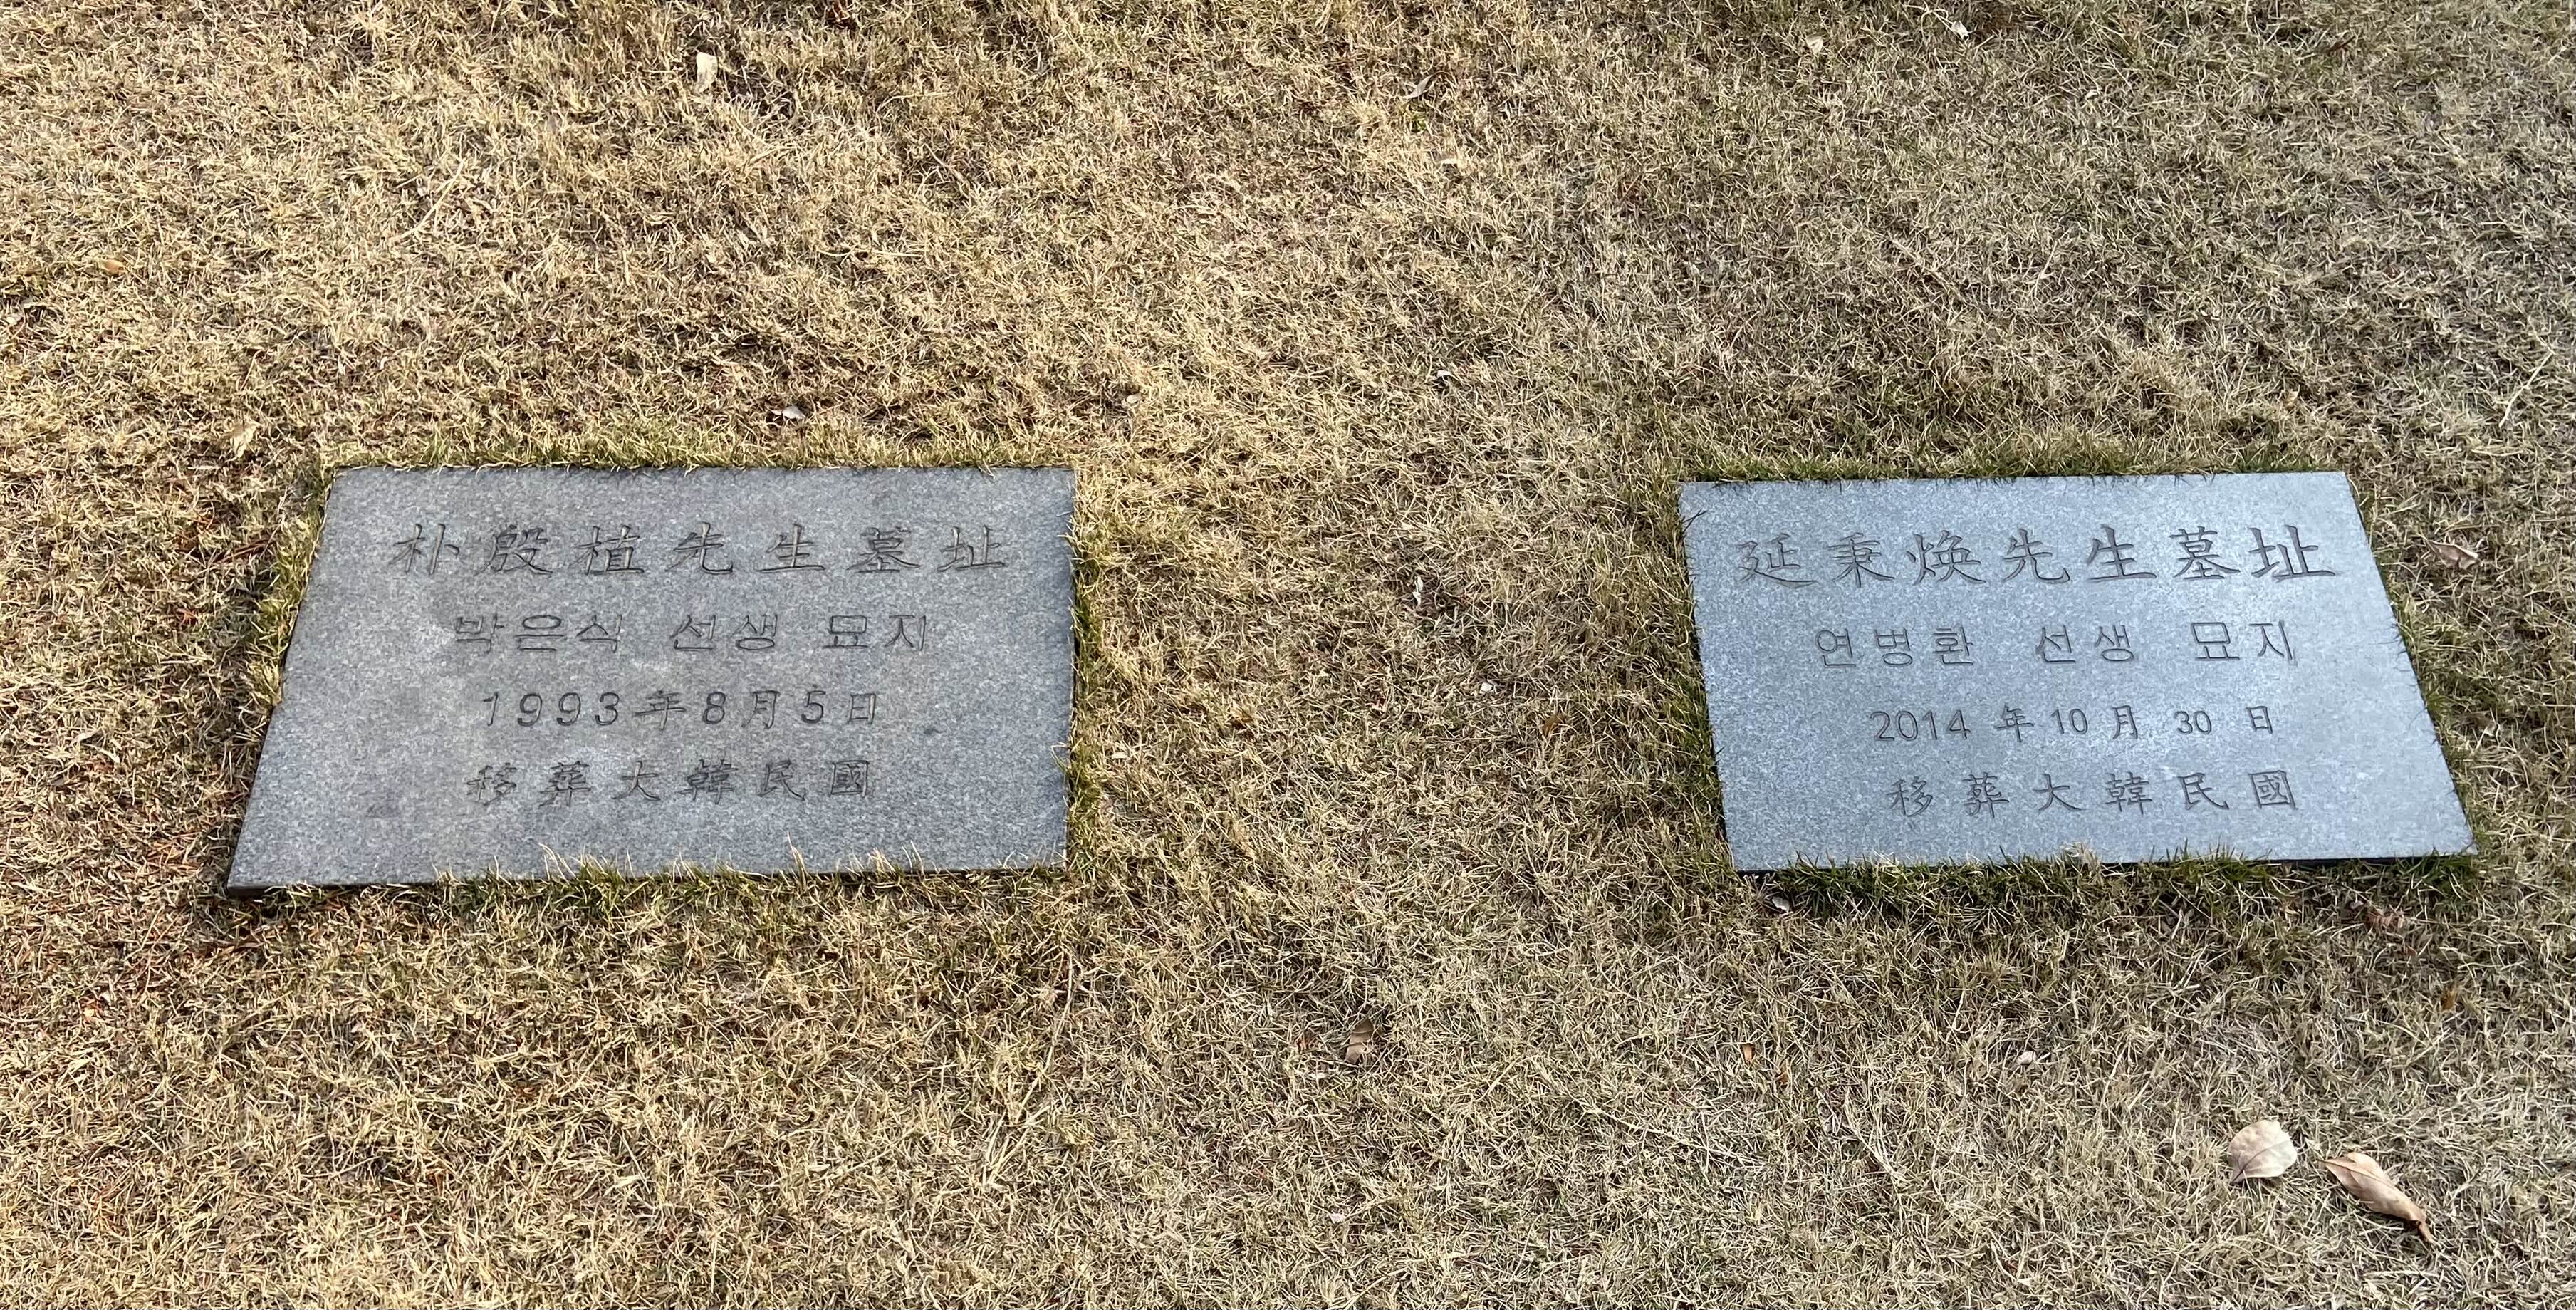 朴殷植先生墓址
박은식 선생 묘지
1993年8月5日
移葬大韓民國
延秉煥先生墓址
연병환 선생 묘지
2014年10月30日
移葬大韓民國